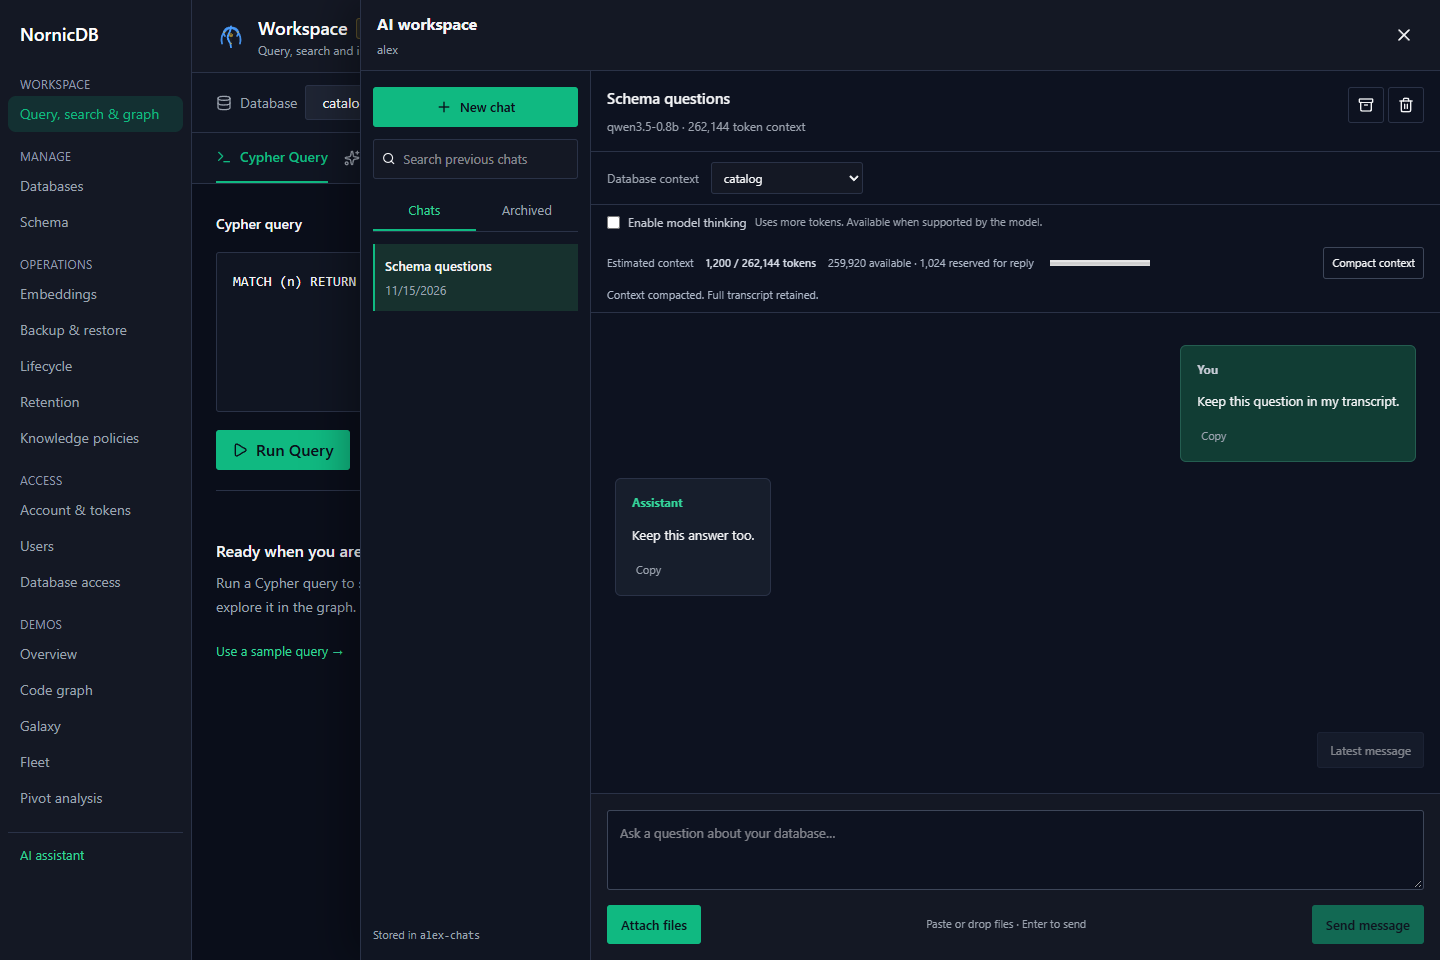 NornicDB
WORKSPACE
Query, search & graph
MANAGE
Databases
Schema
OPERATIONS
Embeddings
Backup & restore
Lifecycle
Retention
Knowledge policies
ACCESS
Account & tokens
Users
Database access
DEMOS
Overview
Code graph
Galaxy
Fleet
Pivot analysis
AI assistant
Workspace
Query, search and i
Database
catalo
Cypher Query
Cypher query
MATCH (n) RETURN
Run Query
Ready when you are
Run a Cypher query to
explore it in the graph.
Use a sample query →
AI workspace
alex
New chat
Search previous chats
Chats
Archived
Schema questions
11/15/2026
Stored in alex-chats
Schema questions
qwen3.5-0.8b · 262,144 token context
Database context
catalog
Enable model thinking Uses more tokens. Available when supported by the model.
Estimated context 1,200 / 262,144 tokens 259,920 available · 1,024 reserved for reply
Compact context
Context compacted. Full transcript retained.
You
Keep this question in my transcript.
Copy
Assistant
Keep this answer too.
Copy
Latest message
Ask a question about your database...
Attach files
Paste or drop files · Enter to send
Send message